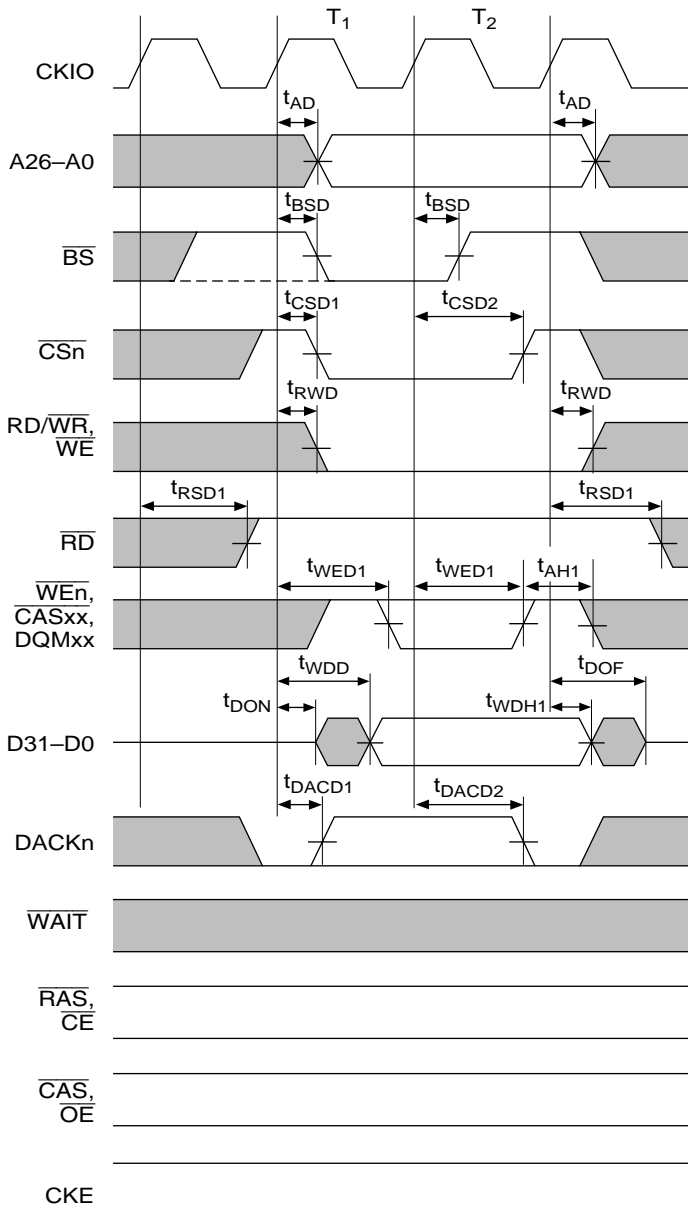 T1 T2
CKIO
tAD tAD
A26–A0
tBSD tBSD
BS
tCSD1 tCSD2
CSn
tRWD tRWD
RD/WR,
WE
tRSD1 tRSD1
RD
tWED1 tWED1 tAH1
WEn,
CASxx,
DQMxx
tWDD tDOF
tDON tWDH1
D31–D0
tDACD1 tDACD2
DACKn
WAIT
RAS,
CE
CAS,
OE
CKE